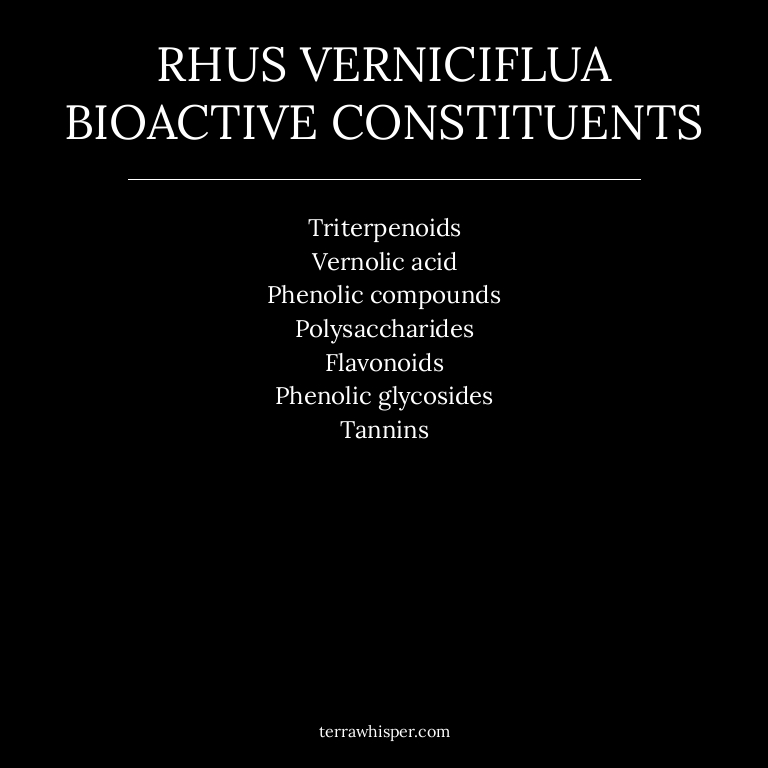 RHUS VERNICIFLUA
BIOACTIVE CONSTITUENTS
Triterpenoids
Vernolic acid
Phenolic compounds
Polysaccharides
Flavonoids
Phenolic glycosides
Tannins
terrawhisper.com